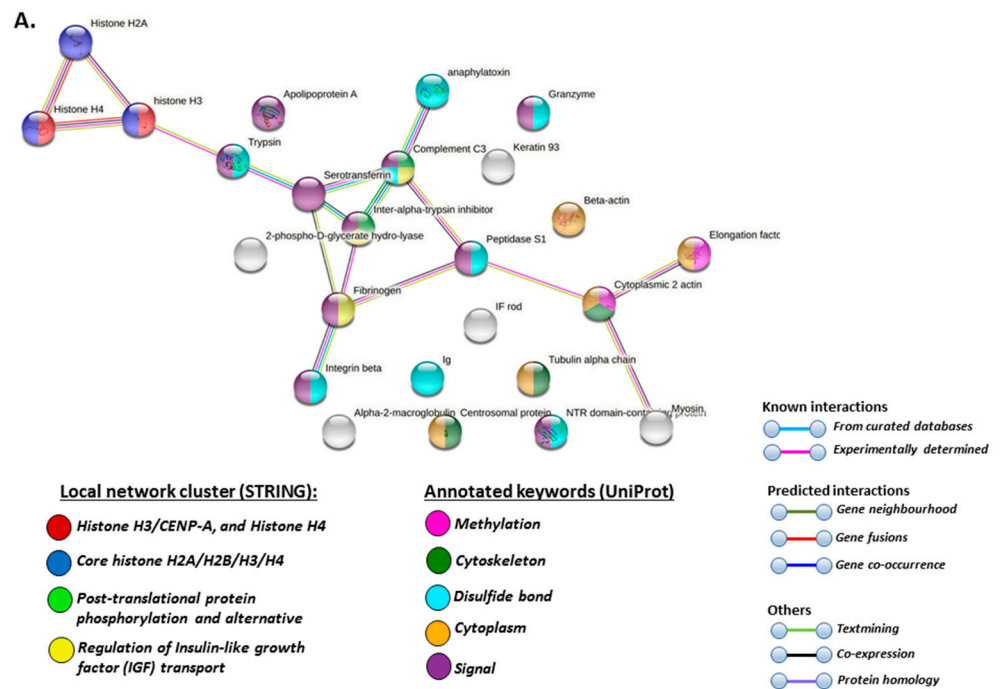 A.
Histone H2A
Histone H4
histone H3
Apolipoprotein A
anaphylatoxin
Granzyme
Trypsin
Complement C3
Keratin 93
Serotransferrin
Inter-alpha-trypsin inhibitor
Beta-actin
2-phospho-D-glycerate hydro-lyase
Peptidase S1
Elongation facto
Cytoplasmic 2 actin
Fibrinogen
IF rod
Integrin beta
Ig
Tubulin alpha chain
Alpha-2-macroglobulin
Centrosomal protein
NTR domain-containing protein
Myosin
Local network cluster (STRING):
Histone H3/CENP-A, and Histone H4
Core histone H2A/H2B/H3/H4
Post-translational protein
phosphorylation and alternative
Regulation of Insulin-like growth
factor (IGF) transport
Annotated keywords (UniProt)
Methylation
Cytoskeleton
Disulfide bond
Cytoplasm
Signal
Known interactions
From curated databases
Experimentally determined
Predicted interactions
Gene neighbourhood
Gene fusions
Gene co-occurrence
Others
Textmining
Co-expression
Protein homology